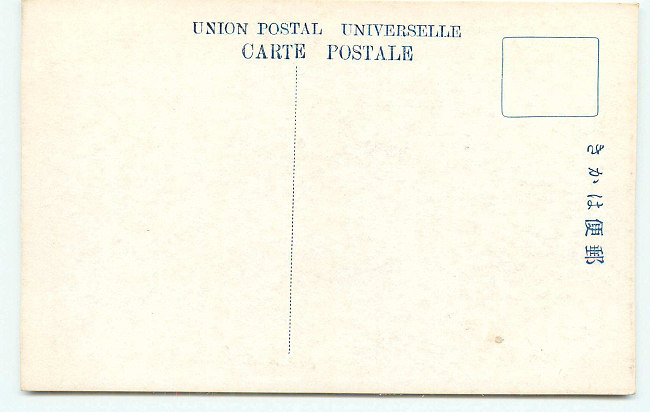 UNION POSTAL UNIVERSELLE
CARTE POSTALE
郵便はかき